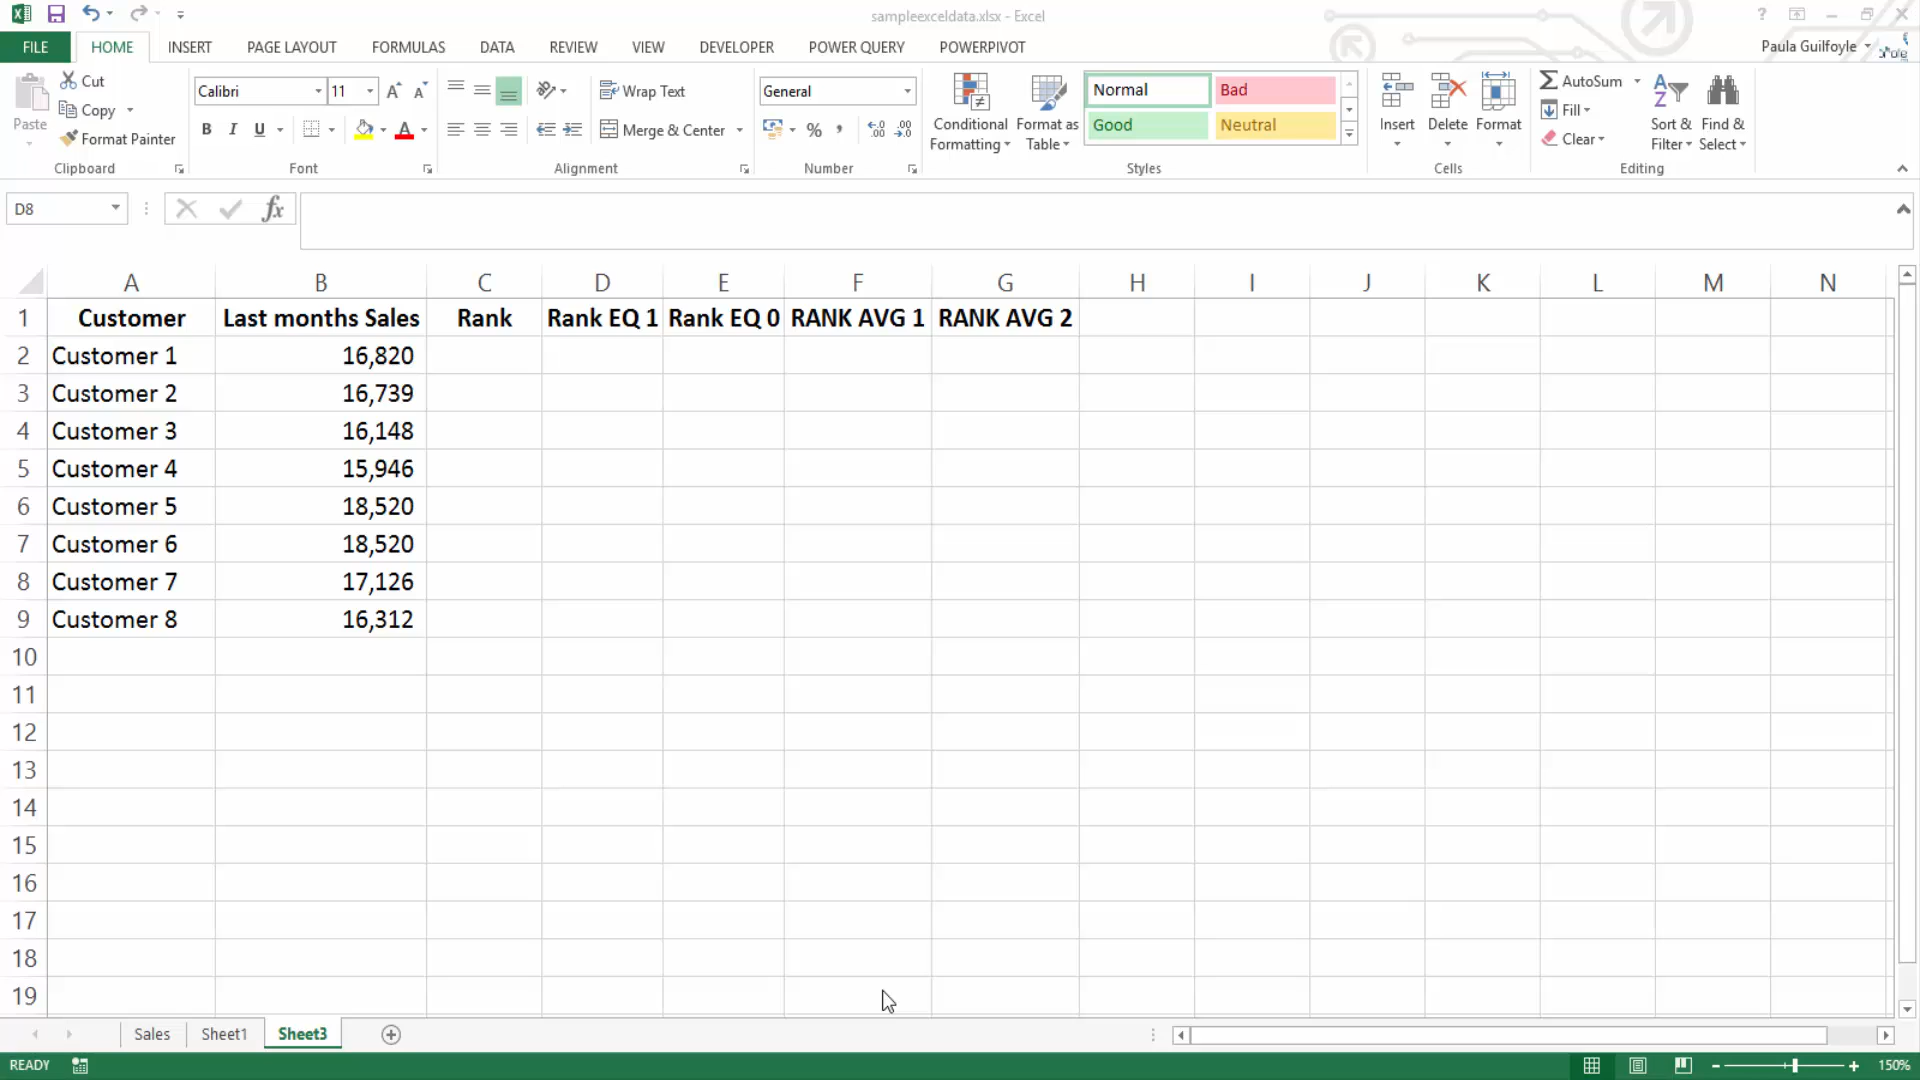 sampleexceldata.xlsx - Excel
?
FILE HOME INSERT PAGE LAYOUT FORMULAS DATA REVIEW VIEW DEVELOPER POWER QUERY POWERPIVOT Paula Guilfoyle
Paste
Cut
Copy
Format Painter
Clipboard
Calibri 11
B I U
Font
Wrap Text
Merge & Center
Alignment
General
%
Number
Conditional Formatting
Format as Table
Normal Bad
Good Neutral
Styles
Insert Delete Format
Cells
AutoSum
Fill
Clear
Sort & Filter
Find & Select
Editing
D8 fx
A B C D E F G H I J K L M N
1 Customer Last months Sales Rank Rank EQ 1 Rank EQ 0 RANK AVG 1 RANK AVG 2
2 Customer 1 16,820
3 Customer 2 16,739
4 Customer 3 16,148
5 Customer 4 15,946
6 Customer 5 18,520
7 Customer 6 18,520
8 Customer 7 17,126
9 Customer 8 16,312
10
11
12
13
14
15
16
17
18
19
Sales Sheet1 Sheet3
READY 150%